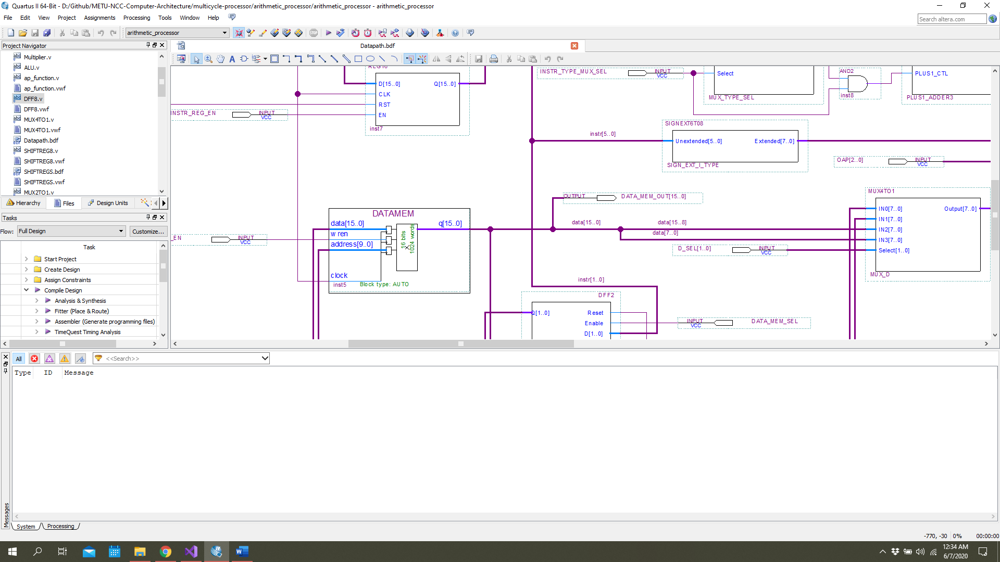 Quartus II 64-Bit - D:/Github/METU-NCC-Computer-Architecture/multicycle-processor/arithmetic_processor/arithmetic_processor - arithmetic_processor
File Edit View Project Assignments Processing Tools Window Help
Search altera.com
arithmetic_processor
Project Navigator
Datapath.bdf
Multiplier.v
ALU.v
ap_function.v
ap_function.vwf
DFF8.v
DFF8.vwf
MUX4TO1.v
MUX4TO1.vwf
Datapath.bdf
SHIFTREG8.v
SHIFTREG8.vwf
SHIFTREGS.bdf
SHIFTREGS.vwf
MUX2TO1.v
Hierarchy Files Design Units
Tasks
Flow: Full Design Customize...
Task
Start Project
Create Design
Assign Constraints
Compile Design
Analysis & Synthesis
Fitter (Place & Route)
Assembler (Generate programming files)
TimeQuest Timing Analysis
REG16
D[15..0] Q[15..0]
CLK
RST
EN
inst7
INSTR_REG_EN INPUT VCC
INSTR_TYPE_MUX_SEL INPUT VCC
Select
MUX_TYPE_SEL
AND2
inst8
PLUS1_CTL
PLUS1_ADDER3
SIGNEXT6TO8
instr[5..0]
Unextended[5..0] Extended[7..0]
SIGN_EXT_I_TYPE
OAP[2..0] INPUT VCC
OUTPUT DATA_MEM_OUT[15..0]
MUX4TO1
IN0[7..0] Output[7..0]
IN1[7..0]
IN2[7..0]
IN3[7..0]
Select[1..0]
MUX_D
DATAMEM
data[15..0] q[15..0]
wren
address[9..0]
16 bits
1024 words
clock
inst5 Block type: AUTO
_EN INPUT VCC
data[15..0] data[15..8]
data[7..0]
D_SEL[1..0] INPUT VCC
instr[1..0]
DFF2
Q[1..0] Reset
Enable
D[1..0]
INPUT VCC DATA_MEM_SEL
All <<Search>>
Type ID Message
Messages
System Processing
-770, -30 0% 00:00:00
12:34 AM
6/7/2020